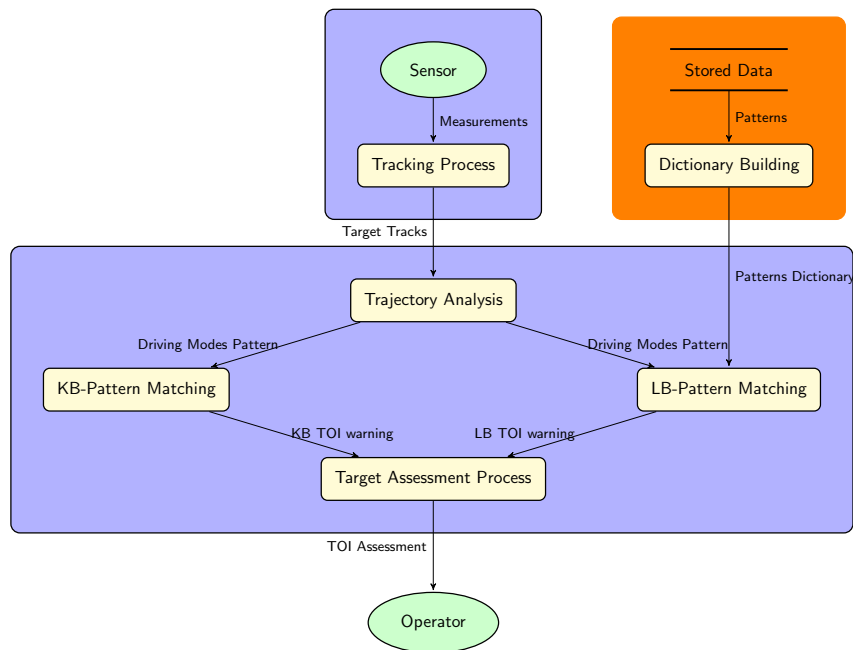 Sensor
Stored Data
Measurements
Patterns
Tracking Process
Dictionary Building
Target Tracks
Patterns Dictionary
Trajectory Analysis
Driving Modes Pattern
Driving Modes Pattern
KB-Pattern Matching
LB-Pattern Matching
KB TOI warning
LB TOI warning
Target Assessment Process
TOI Assessment
Operator